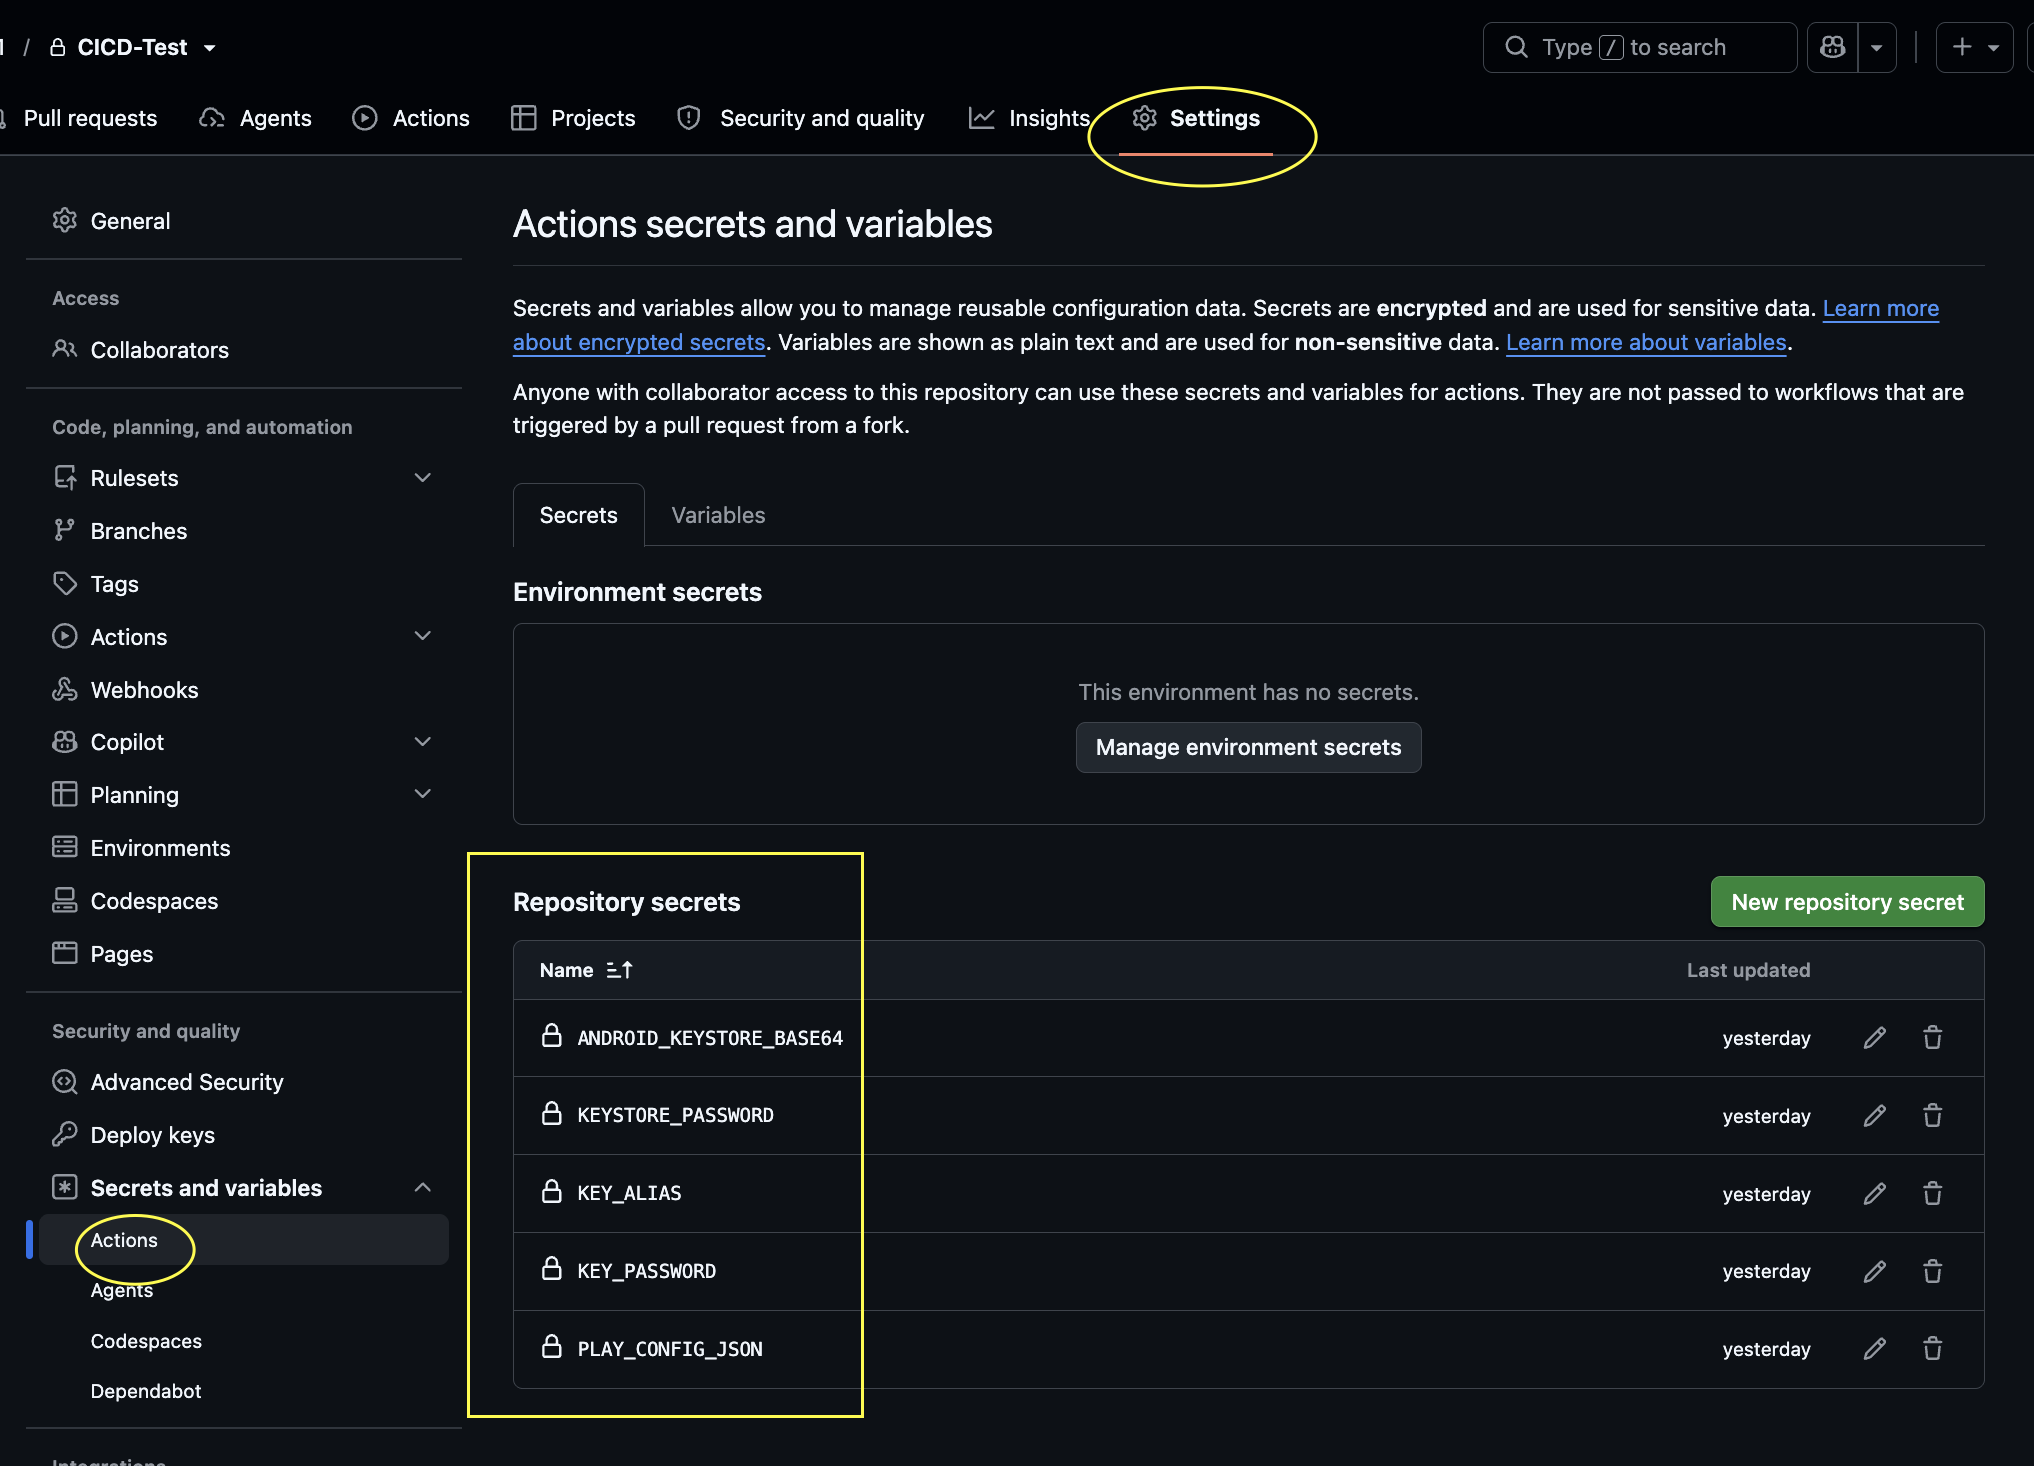 / CICD-Test
Type / to search
Pull requests Agents Actions Projects Security and quality Insights Settings
General
Access
Collaborators
Code, planning, and automation
Rulesets
Branches
Tags
Actions
Webhooks
Copilot
Planning
Environments
Codespaces
Pages
Security and quality
Advanced Security
Deploy keys
Secrets and variables
Actions
Agents
Codespaces
Dependabot
Integrations
Actions secrets and variables
Secrets and variables allow you to manage reusable configuration data. Secrets are encrypted and are used for sensitive data. Learn more
about encrypted secrets. Variables are shown as plain text and are used for non-sensitive data. Learn more about variables.
Anyone with collaborator access to this repository can use these secrets and variables for actions. They are not passed to workflows that are
triggered by a pull request from a fork.
Secrets Variables
Environment secrets
This environment has no secrets.
Manage environment secrets
Repository secrets
New repository secret
Name Last updated
ANDROID_KEYSTORE_BASE64 yesterday
KEYSTORE_PASSWORD yesterday
KEY_ALIAS yesterday
KEY_PASSWORD yesterday
PLAY_CONFIG_JSON yesterday